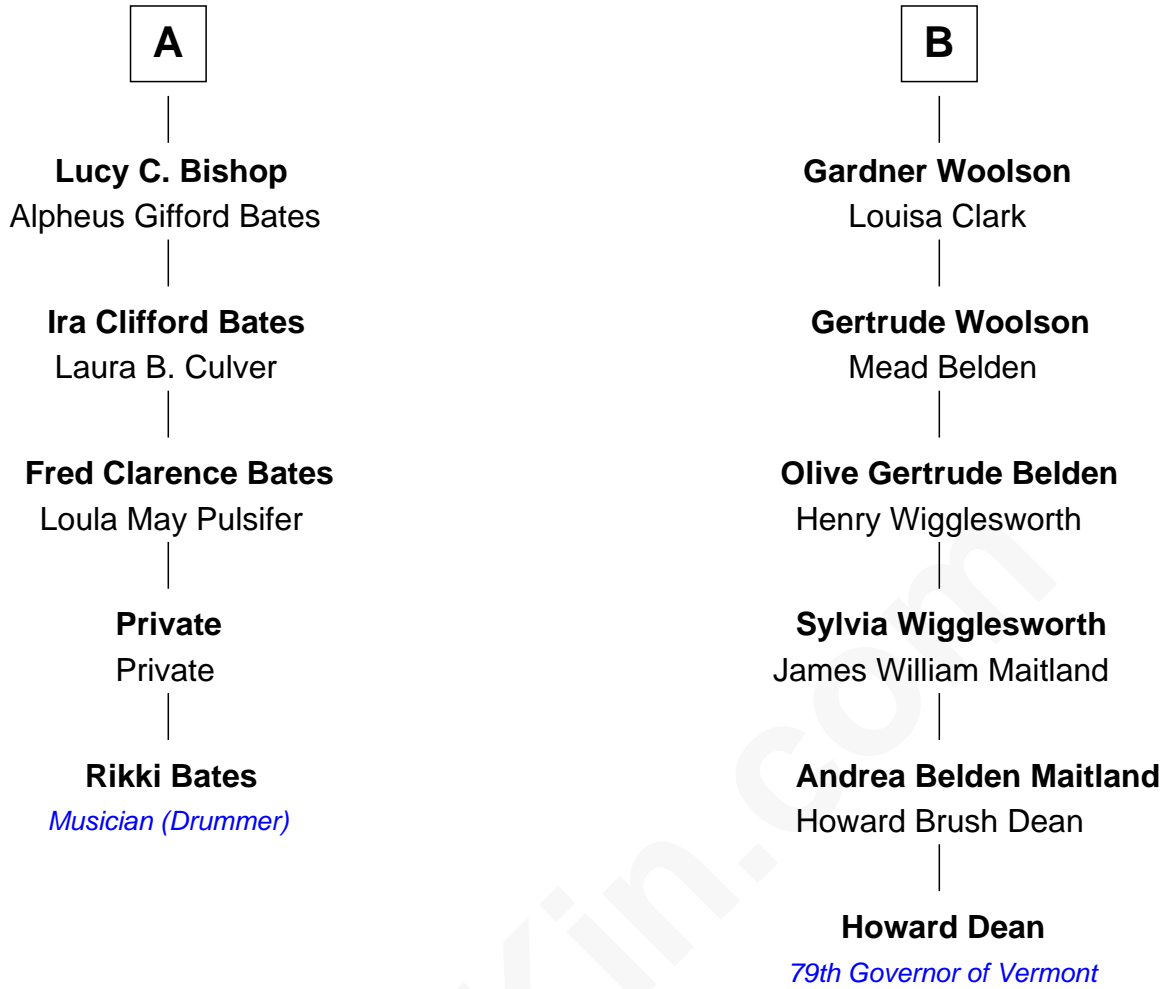 A
B
Lucy C. Bishop
Alpheus Gifford Bates
Gardner Woolson
Louisa Clark
Ira Clifford Bates
Laura B. Culver
Gertrude Woolson
Mead Belden
Fred Clarence Bates
Loula May Pulsifer
Olive Gertrude Belden
Henry Wigglesworth
Private
Private
Sylvia Wigglesworth
James William Maitland
Rikki Bates
Musician (Drummer)
Andrea Belden Maitland
Howard Brush Dean
Howard Dean
79th Governor of Vermont